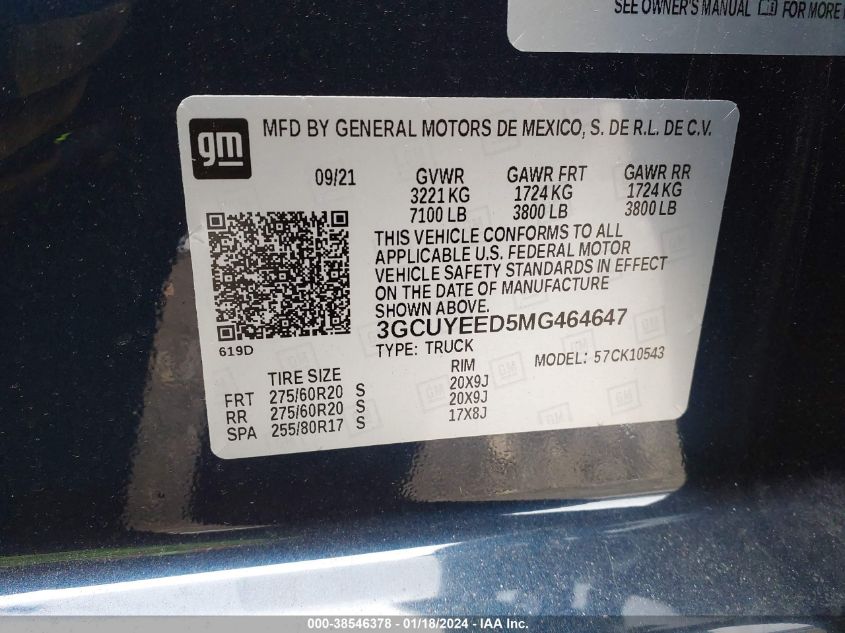 SEE OWNER'S MANUAL FOR MORE
gm
MFD BY GENERAL MOTORS DE MEXICO, S. DE R.L. DE C.V.
09/21 GVWR GAWR FRT GAWR RR
3221 KG 1724 KG 1724 KG
7100 LB 3800 LB 3800 LB
THIS VEHICLE CONFORMS TO ALL
APPLICABLE U.S. FEDERAL MOTOR
VEHICLE SAFETY STANDARDS IN EFFECT
ON THE DATE OF MANUFACTURE
SHOWN ABOVE.
3GCUYEED5MG464647
619D
TYPE: TRUCK MODEL: 57CK10543
TIRE SIZE RIM
FRT 275/60R20 S 20X9J
RR 275/60R20 S 20X9J
SPA 255/80R17 S 17X8J
000-38546378 - 01/18/2024 - IAA Inc.